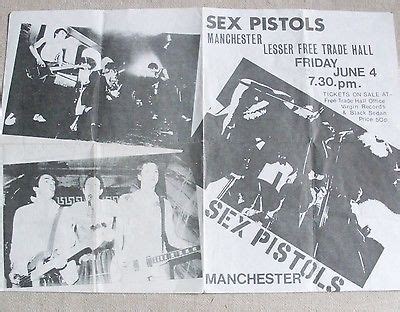 SEX PISTOLS
MANCHESTER
LESSER FREE TRADE HALL
FRIDAY
JUNE 4
7.30.pm.
TICKETS ON SALE AT-
Free Trade Hall Office
Virgin Records
& Black Sedan
Price 50p
SEX PISTOLS
MANCHESTER